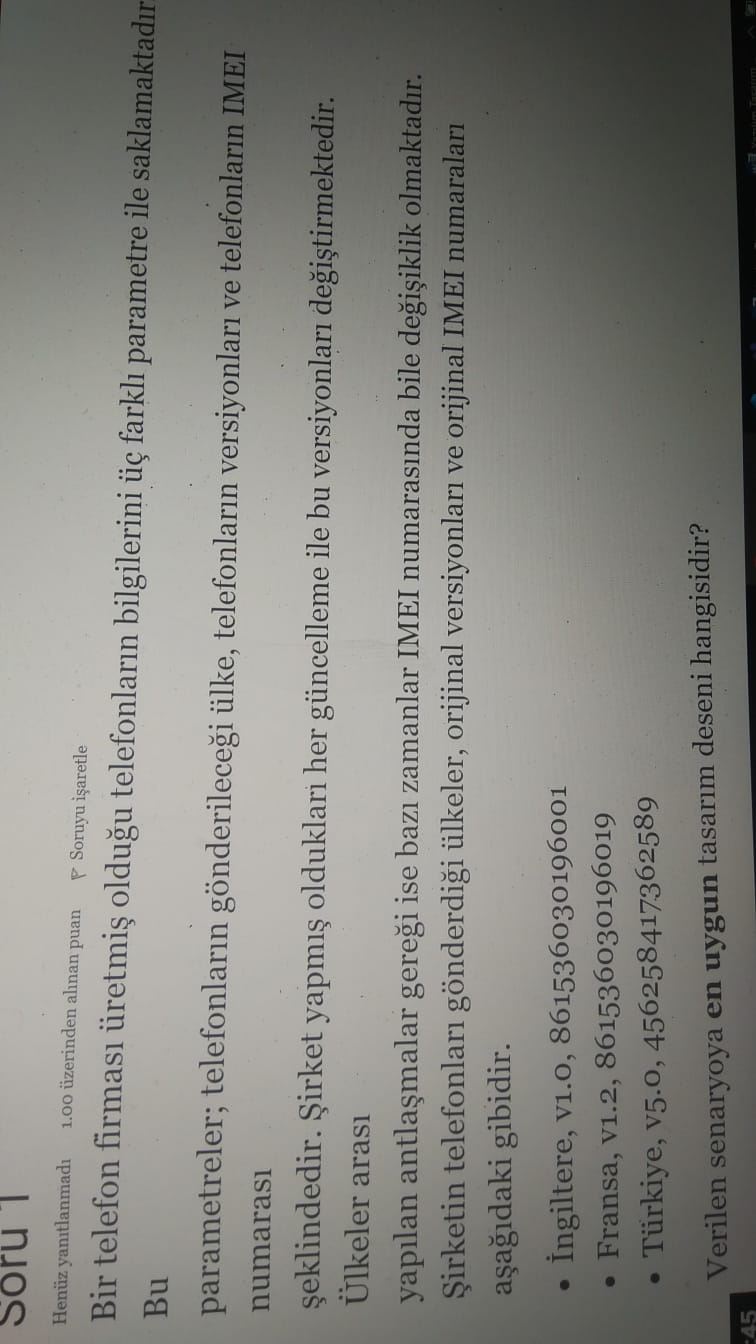 Soru 1
Henüz yanıtlanmadı 1.00 üzerinden alınan puan Soruyu işaretle
Bir telefon firması üretmiş olduğu telefonların bilgilerini üç farklı parametre ile saklamaktadır
Bu
parametreler; telefonların gönderileceği ülke, telefonların versiyonları ve telefonların IMEI
numarası
şeklindedir. Şirket yapmış oldukları her güncelleme ile bu versiyonları değiştirmektedir.
Ülkeler arası
yapılan antlaşmalar gereği ise bazı zamanlar IMEI numarasında bile değişiklik olmaktadır.
Şirketin telefonları gönderdiği ülkeler, orijinal versiyonları ve orijinal IMEI numaraları
aşağıdaki gibidir.
• İngiltere, v1.0, 861536030196001
• Fransa, v1.2, 861536030196019
• Türkiye, v5.0, 456258417362589
Verilen senaryoya en uygun tasarım deseni hangisidir?